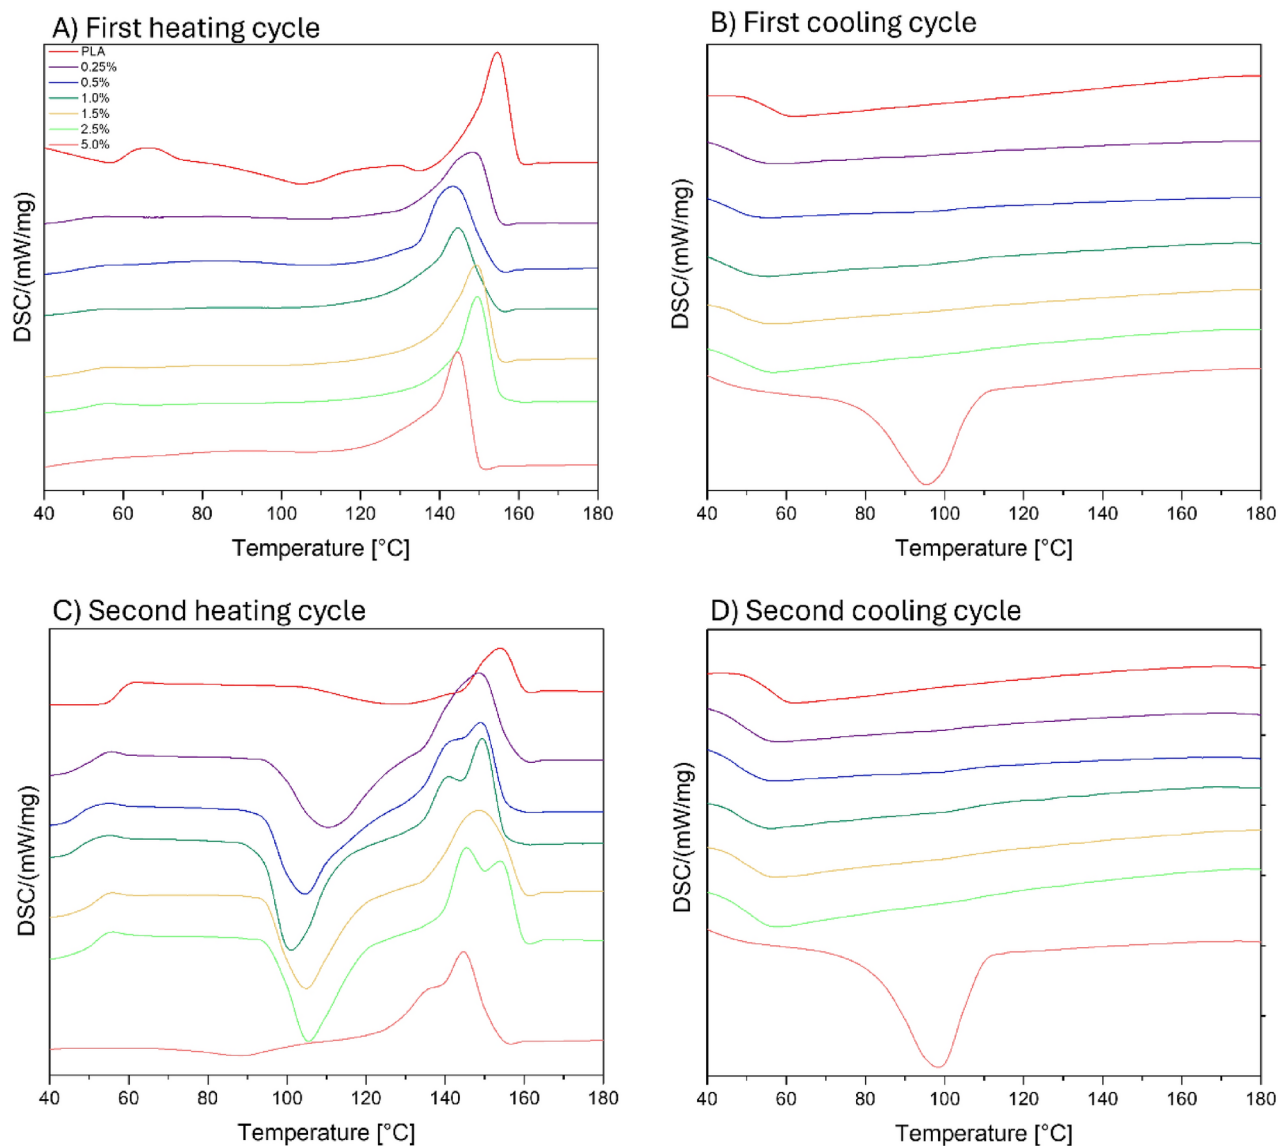 A) First heating cycle
PLA
0.25%
0.5%
1.0%
1.5%
2.5%
5.0%
DSC/(mW/mg)
40 60 80 100 120 140 160 180
Temperature [°C]
B) First cooling cycle
DSC/(mW/mg)
40 60 80 100 120 140 160 180
Temperature [°C]
C) Second heating cycle
DSC/(mW/mg)
40 60 80 100 120 140 160 180
Temperature [°C]
D) Second cooling cycle
DSC/(mW/mg)
40 60 80 100 120 140 160 180
Temperature [°C]